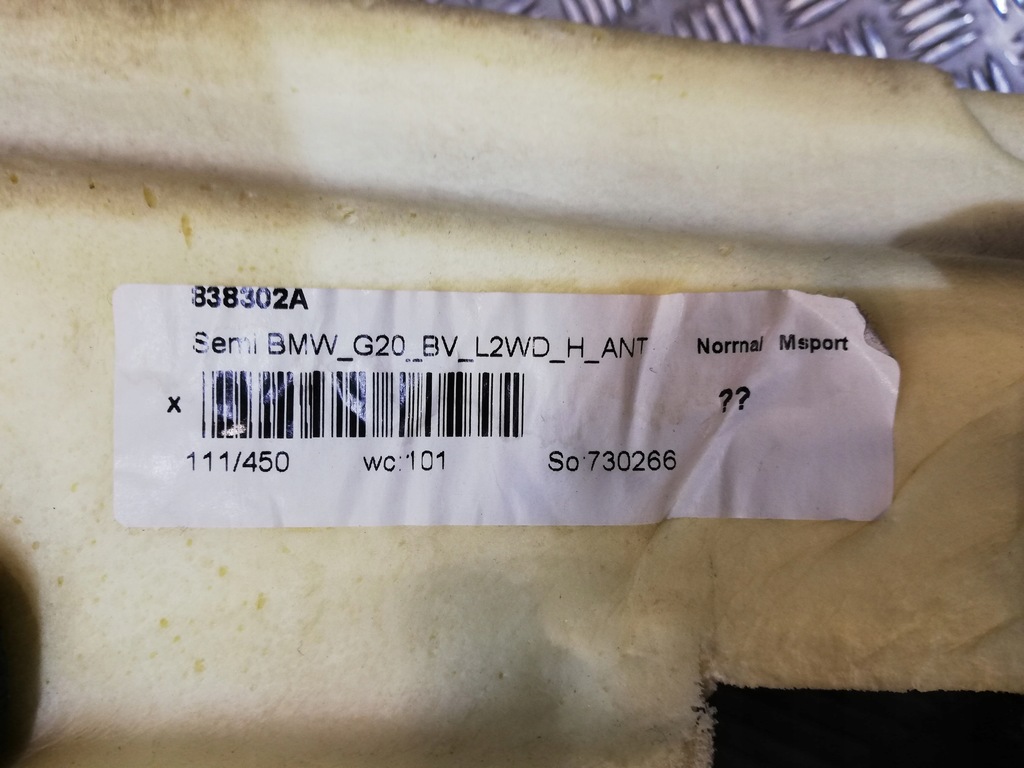 838302A
Semi BMW_G20_BV_L2WD_H_ANT Normal Msport
x ??
111/450 wc:101 So:730266